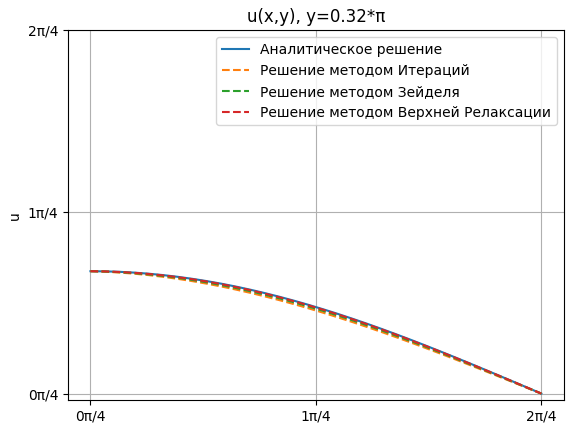 u(x,y), y=0.32*π
2π/4
Аналитическое решение
Решение методом Итераций
Решение методом Зейделя
Решение методом Верхней Релаксации
1π/4
u
0π/4
0π/4 1π/4 2π/4